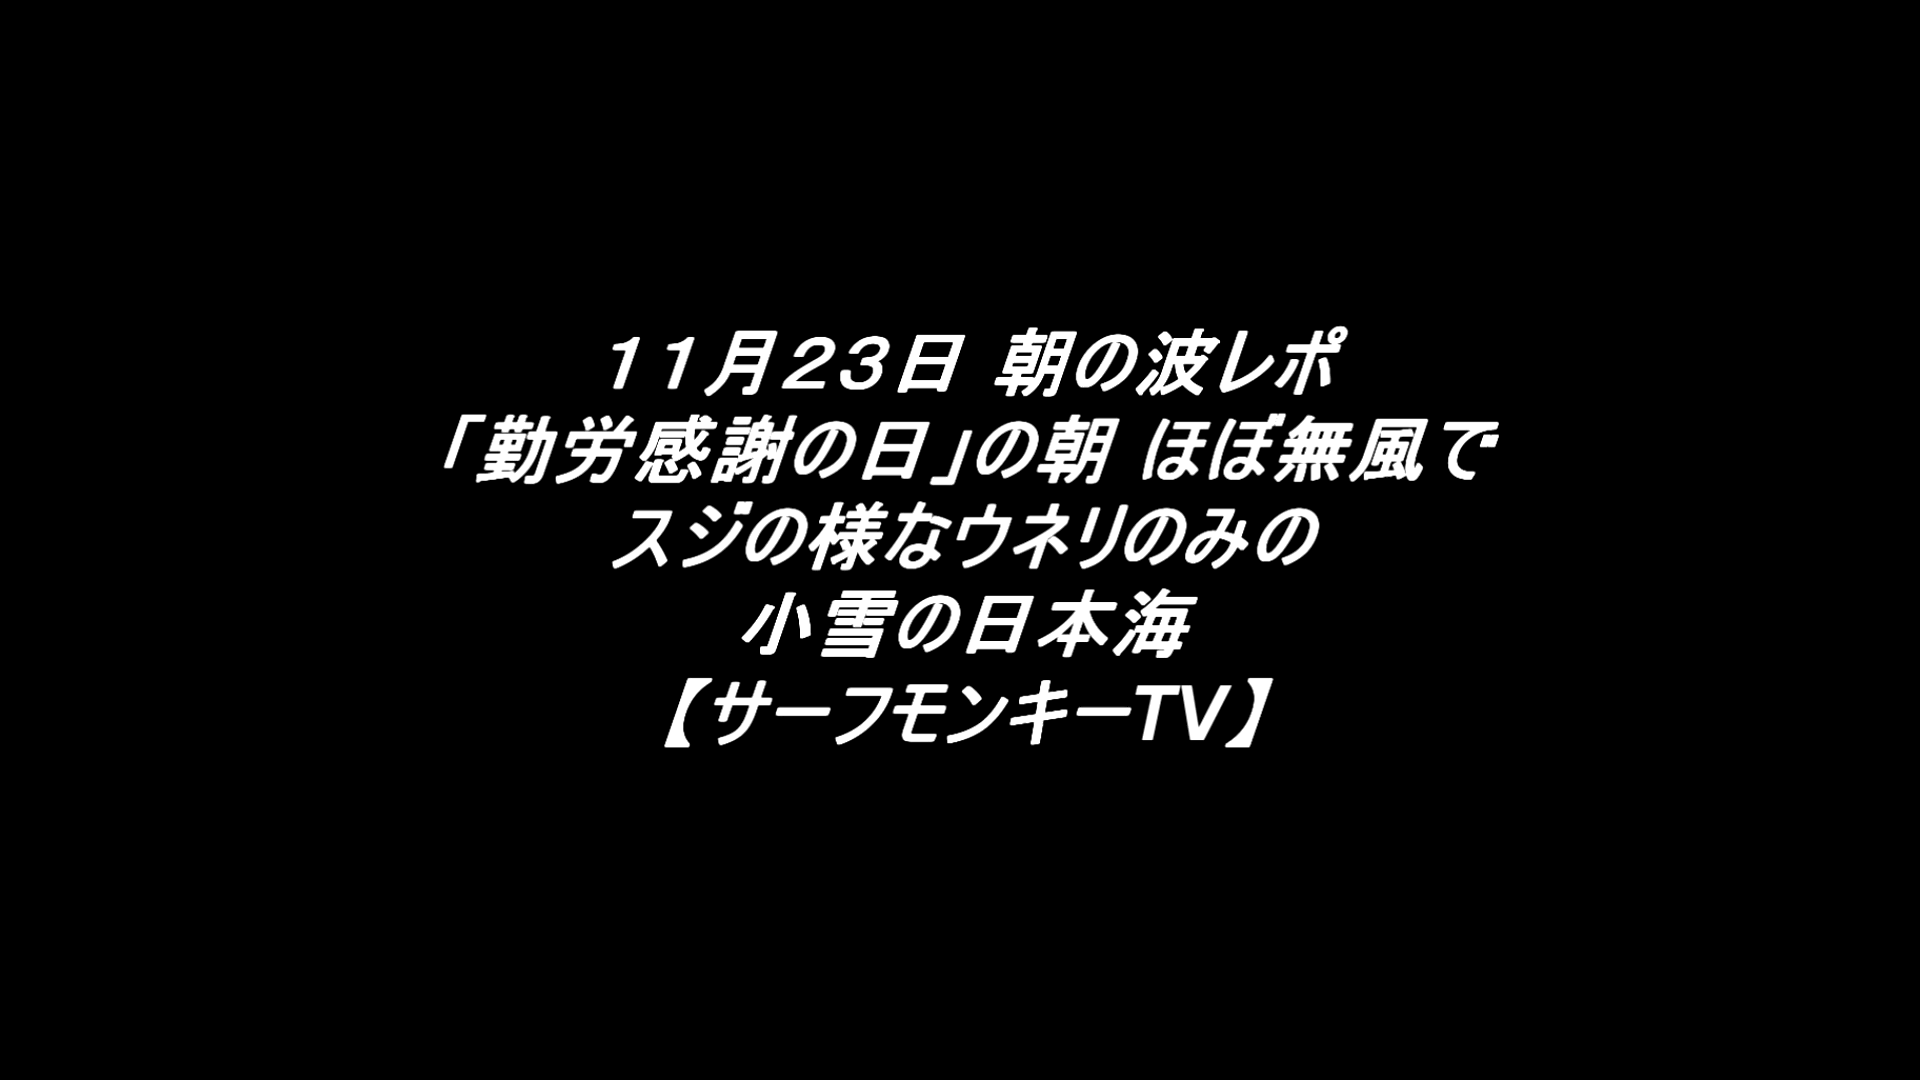 １１月２３日 朝の波レポ
「勤労感謝の日」の朝 ほぼ無風で
スジの様なウネリのみの
小雪の日本海
【サーフモンキーTV】